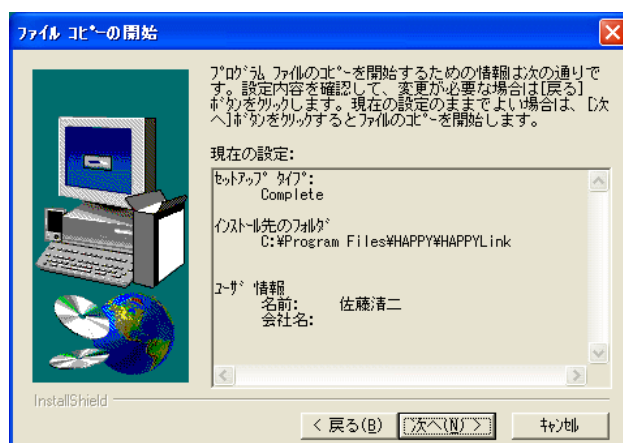 ファイル コピーの開始
プログラム ファイルのコピーを開始するための情報は次の通りで
す。設定内容を確認して、変更が必要な場合は[戻る]
ボタンをクリックします。現在の設定のままでよい場合は、[次
へ]ボタンをクリックするとファイルのコピーを開始します。
現在の設定:
セットアップ タイプ:
Complete
インストール先のフォルダ
C:¥Program Files¥HAPPY¥HAPPYLink
ユーザ 情報
名前: 佐藤清二
会社名:
InstallShield
< 戻る(B) 次へ(N) > キャンセル